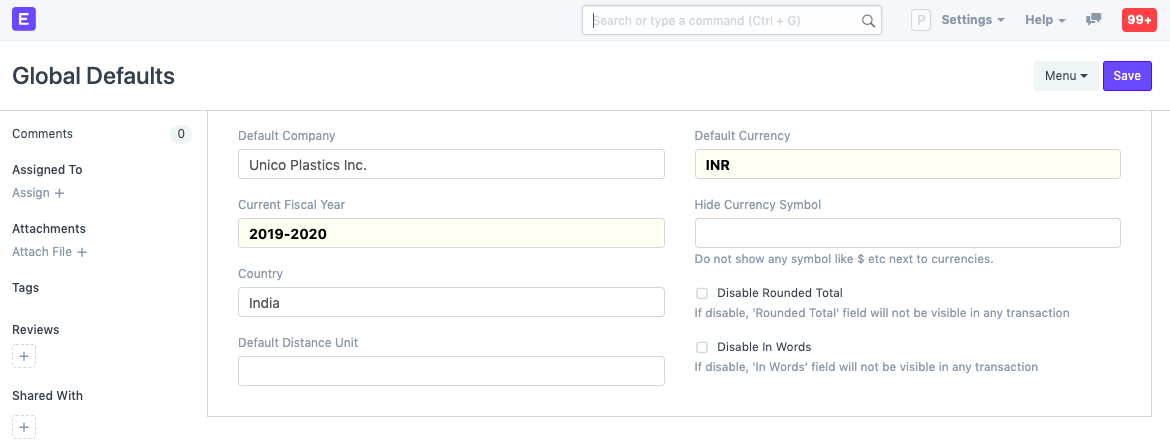 E
Search or type a command (Ctrl + G)
P
Settings
Help
99+
Global Defaults
Menu
Save
Comments
0
Assigned To
Assign +
Attachments
Attach File +
Tags
Reviews
+
Shared With
+
Default Company
Unico Plastics Inc.
Current Fiscal Year
2019-2020
Country
India
Default Distance Unit
Default Currency
INR
Hide Currency Symbol
Do not show any symbol like $ etc next to currencies.
Disable Rounded Total
If disable, 'Rounded Total' field will not be visible in any transaction
Disable In Words
If disable, 'In Words' field will not be visible in any transaction